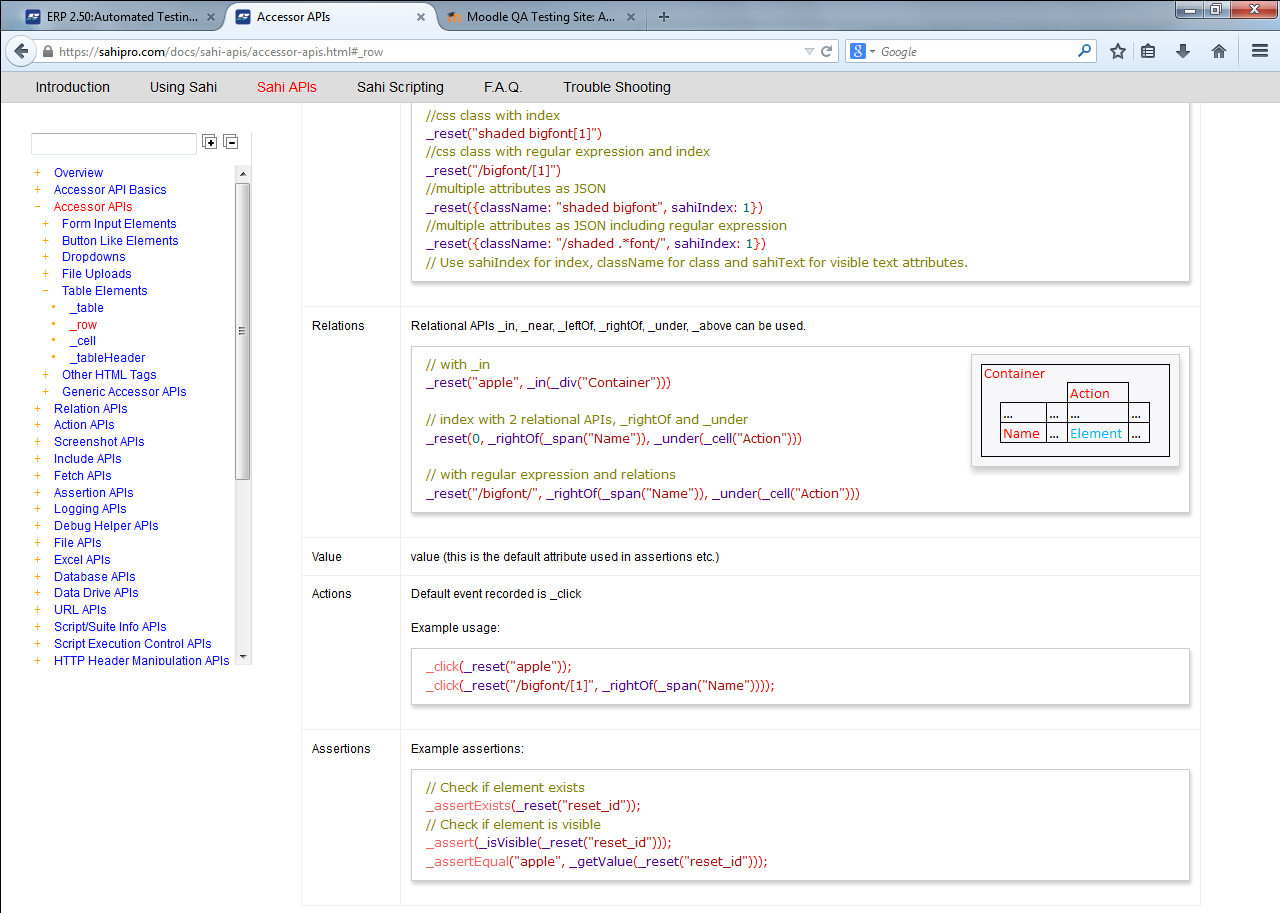 ERP 2.50:Automated Testin...
Accessor APIs
Moodle QA Testing Site: A...
https://sahipro.com/docs/sahi-apis/accessor-apis.html#_row
Google
Introduction
Using Sahi
Sahi APIs
Sahi Scripting
F.A.Q.
Trouble Shooting
Overview
Accessor API Basics
Accessor APIs
Form Input Elements
Button Like Elements
Dropdowns
File Uploads
Table Elements
_table
_row
_cell
_tableHeader
Other HTML Tags
Generic Accessor APIs
Relation APIs
Action APIs
Screenshot APIs
Include APIs
Fetch APIs
Assertion APIs
Logging APIs
Debug Helper APIs
File APIs
Excel APIs
Database APIs
Data Drive APIs
URL APIs
Script/Suite Info APIs
Script Execution Control APIs
HTTP Header Manipulation APIs
//css class with index
_reset("shaded bigfont[1]")
//css class with regular expression and index
_reset("/bigfont/[1]")
//multiple attributes as JSON
_reset({className: "shaded bigfont", sahiIndex: 1})
//multiple attributes as JSON including regular expression
_reset({className: "/shaded .*font/", sahiIndex: 1})
// Use sahiIndex for index, className for class and sahiText for visible text attributes.
Relations
Relational APIs _in, _near, _leftOf, _rightOf, _under, _above can be used.
// with _in
_reset("apple", _in(_div("Container")))
// index with 2 relational APIs, _rightOf and _under
_reset(0, _rightOf(_span("Name")), _under(_cell("Action")))
// with regular expression and relations
_reset("/bigfont/", _rightOf(_span("Name")), _under(_cell("Action")))
Container
Action
... ... ... ...
Name ... Element ...
Value
value (this is the default attribute used in assertions etc.)
Actions
Default event recorded is _click
Example usage:
_click(_reset("apple"));
_click(_reset("/bigfont/[1]", _rightOf(_span("Name"))));
Assertions
Example assertions:
// Check if element exists
_assertExists(_reset("reset_id"));
// Check if element is visible
_assert(_isVisible(_reset("reset_id")));
_assertEqual("apple", _getValue(_reset("reset_id")));